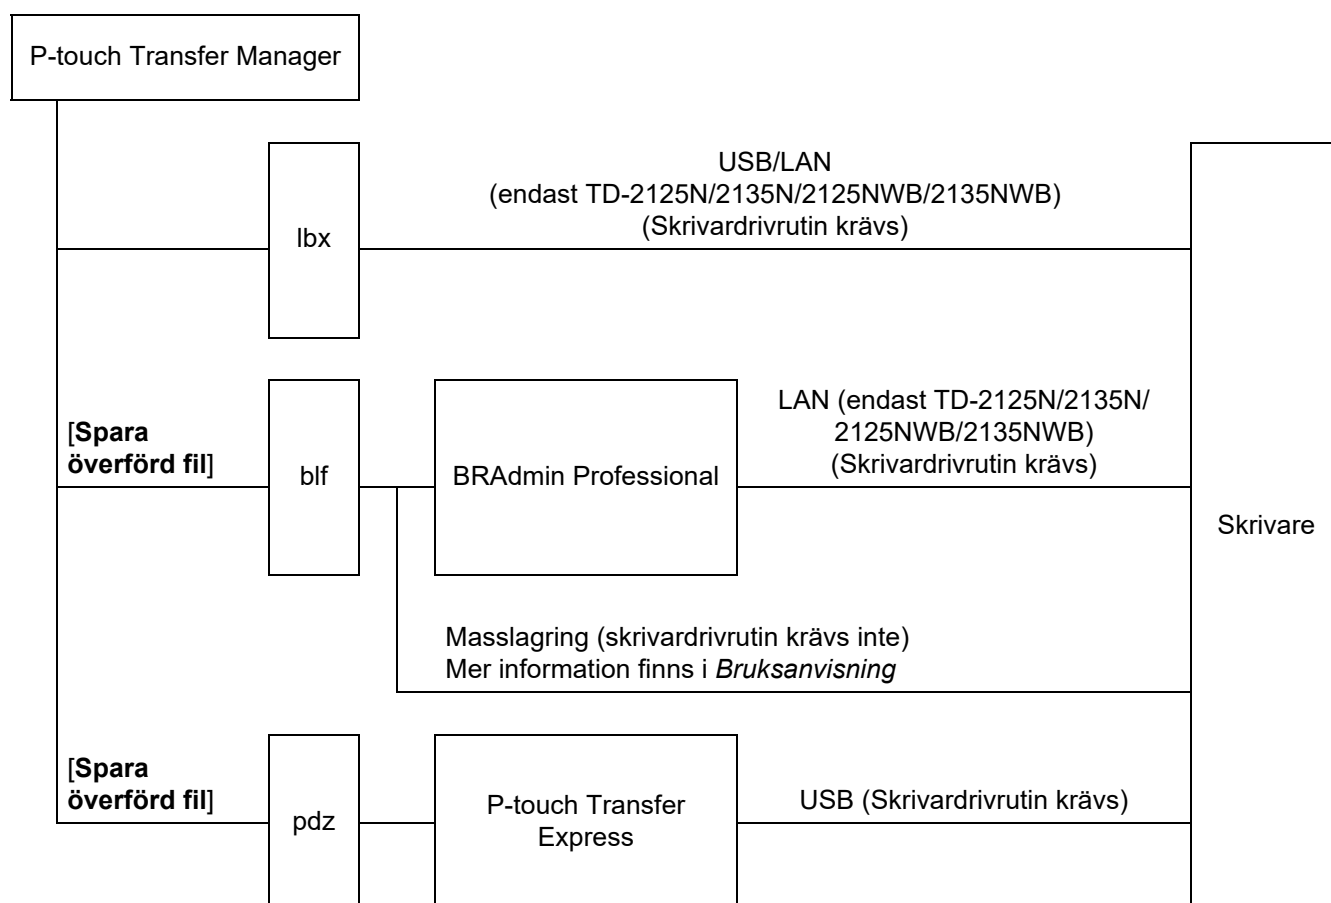 P-touch Transfer Manager
USB/LAN
(endast TD-2125N/2135N/2125NWB/2135NWB)
(Skrivardrivrutin krävs)
lbx
[Spara
överförd fil]
blf
BRAdmin Professional
LAN (endast TD-2125N/2135N/
2125NWB/2135NWB)
(Skrivardrivrutin krävs)
Skrivare
Masslagring (skrivardrivrutin krävs inte)
Mer information finns i Bruksanvisning
[Spara
överförd fil]
pdz
P-touch Transfer
Express
USB (Skrivardrivrutin krävs)